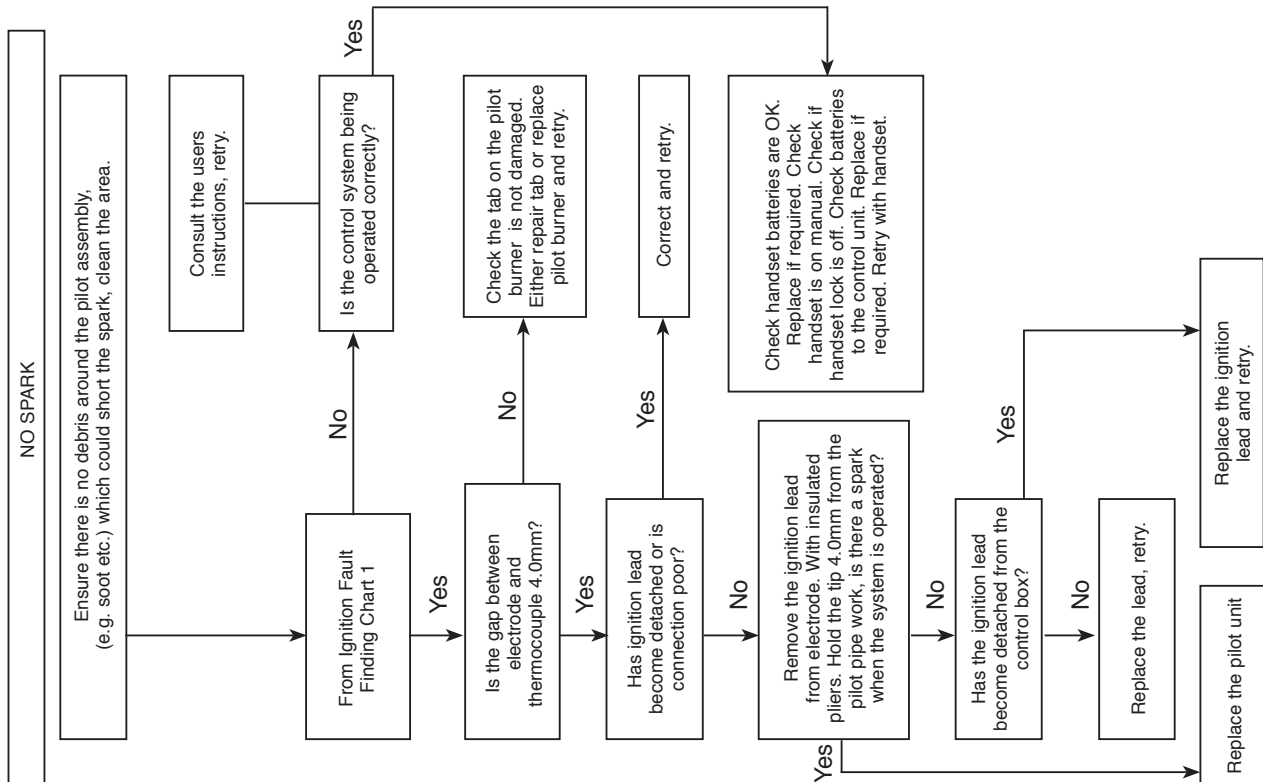 NO SPARK
Ensure there is no debris around the pilot assembly,
(e.g. soot etc.) which could short the spark, clean the area.
Consult the users
instructions, retry.
From Ignition Fault
Finding Chart 1
No
Is the control system being
operated correctly?
Yes
Yes
Is the gap between
electrode and
thermocouple 4.0mm?
No
Check the tab on the pilot
burner is not damaged.
Either repair tab or replace
pilot burner and retry.
Yes
Has ignition lead
become detached or is
connection poor?
Yes
Correct and retry.
No
Remove the ignition lead
from electrode. With insulated
pliers. Hold the tip 4.0mm from the
pilot pipe work, is there a spark
when the system is operated?
Check handset batteries are OK.
Replace if required. Check
handset is on manual. Check if
handset lock is off. Check batteries
to the control unit. Replace if
required. Retry with handset.
Yes
No
Has the ignition lead
become detached from the
control box?
Yes
No
Replace the lead, retry.
Replace the pilot unit
Replace the ignition
lead and retry.